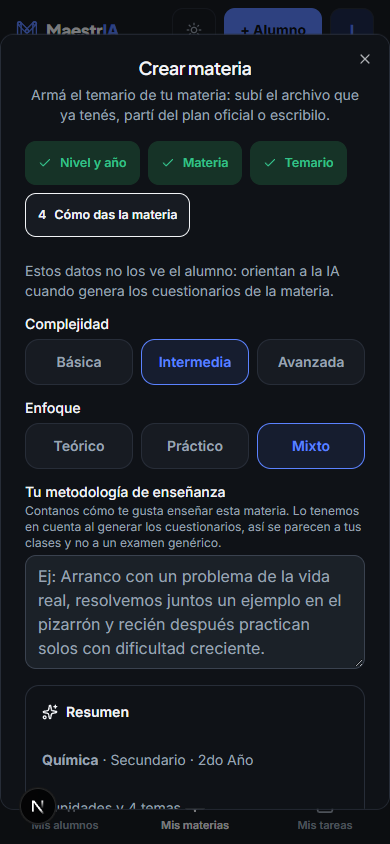 MaestrIA
+ Alumno
Crear materia
Armá el temario de tu materia: subí el archivo que
ya tenés, partí del plan oficial o escribilo.
Nivel y año
Materia
Temario
4 Cómo das la materia
Estos datos no los ve el alumno: orientan a la IA
cuando genera los cuestionarios de la materia.
Complejidad
Básica
Intermedia
Avanzada
Enfoque
Teórico
Práctico
Mixto
Tu metodología de enseñanza
Contanos cómo te gusta enseñar esta materia. Lo tenemos
en cuenta al generar los cuestionarios, así se parecen a tus
clases y no a un examen genérico.
Ej: Arranco con un problema de la vida
real, resolvemos juntos un ejemplo en el
pizarrón y recién después practican
solos con dificultad creciente.
Resumen
Química · Secundario · 2do Año
unidades y 4 temas
N
Mis alumnos
Mis materias
Mis tareas